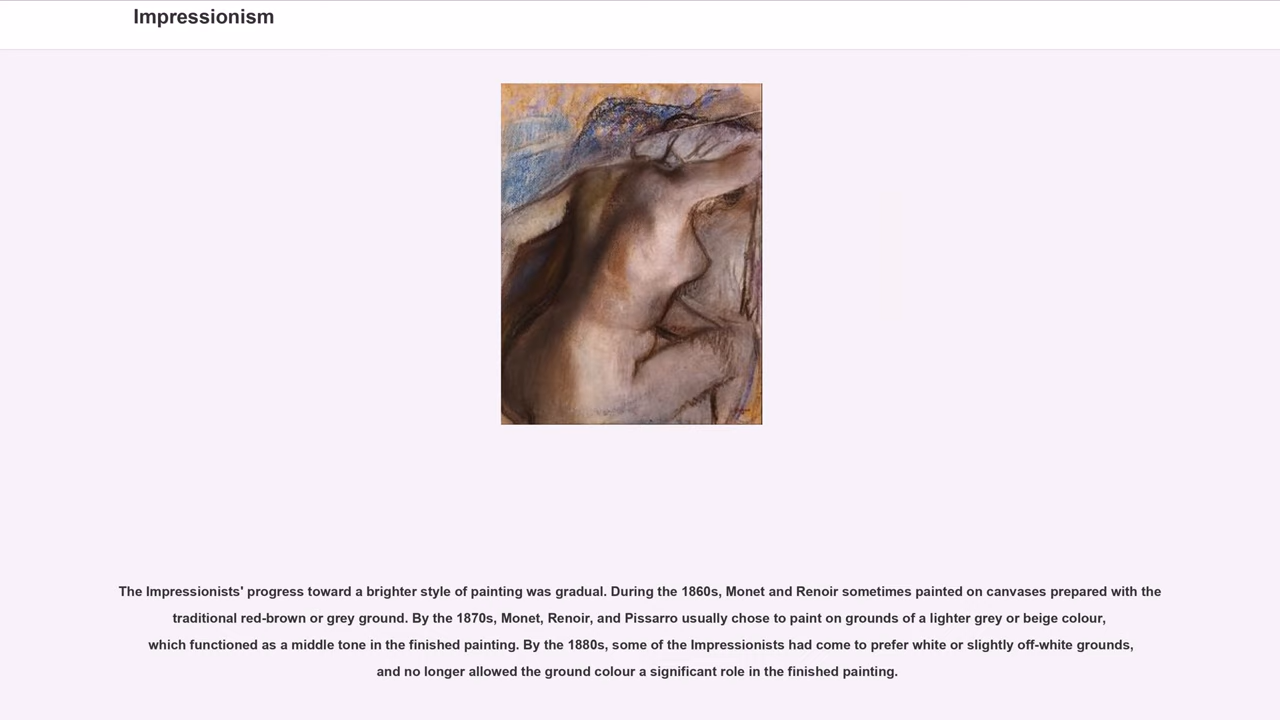 Impressionism
The Impressionists' progress toward a brighter style of painting was gradual. During the 1860s, Monet and Renoir sometimes painted on canvases prepared with the
traditional red-brown or grey ground. By the 1870s, Monet, Renoir, and Pissarro usually chose to paint on grounds of a lighter grey or beige colour,
which functioned as a middle tone in the finished painting. By the 1880s, some of the Impressionists had come to prefer white or slightly off-white grounds,
and no longer allowed the ground colour a significant role in the finished painting.